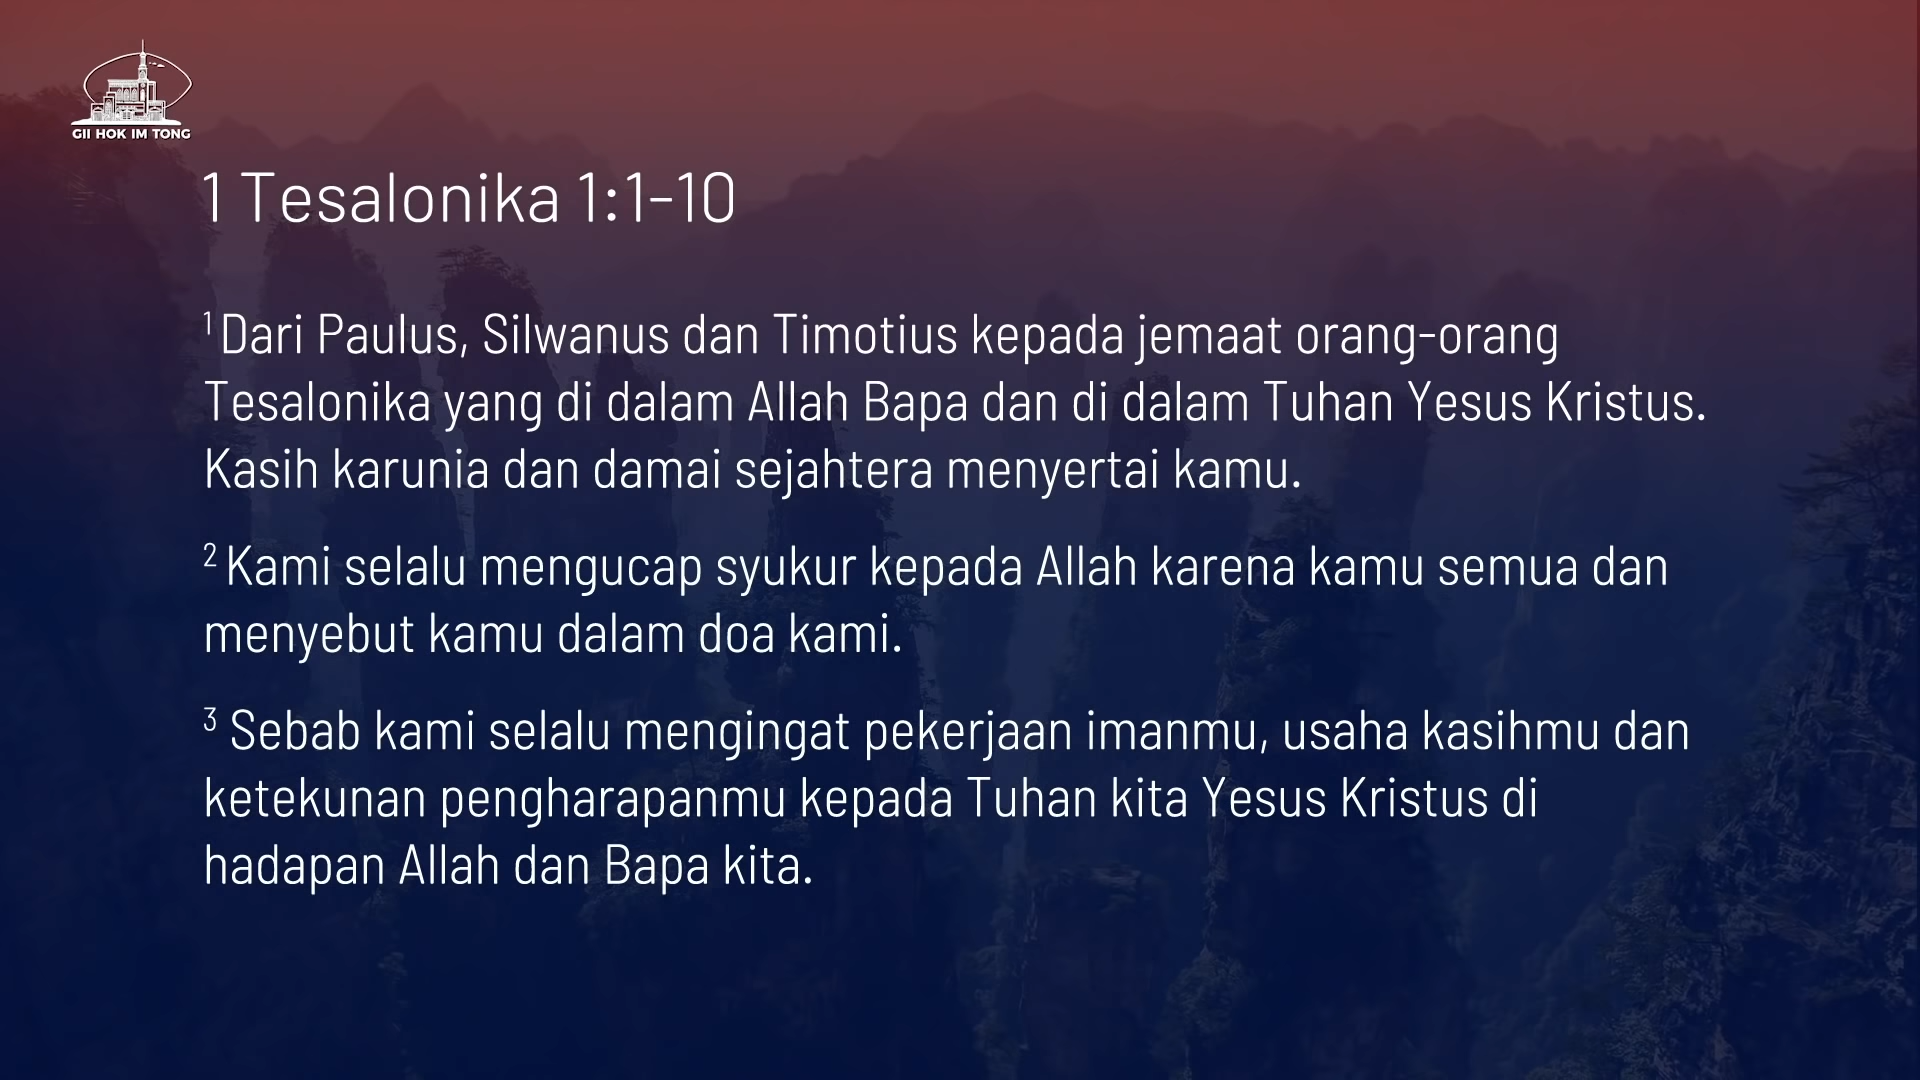 GII HOK IM TONG
1 Tesalonika 1:1-10
1 Dari Paulus, Silwanus dan Timotius kepada jemaat orang-orang
Tesalonika yang di dalam Allah Bapa dan di dalam Tuhan Yesus Kristus.
Kasih karunia dan damai sejahtera menyertai kamu.
2 Kami selalu mengucap syukur kepada Allah karena kamu semua dan
menyebut kamu dalam doa kami.
3 Sebab kami selalu mengingat pekerjaan imanmu, usaha kasihmu dan
ketekunan pengharapanmu kepada Tuhan kita Yesus Kristus di
hadapan Allah dan Bapa kita.